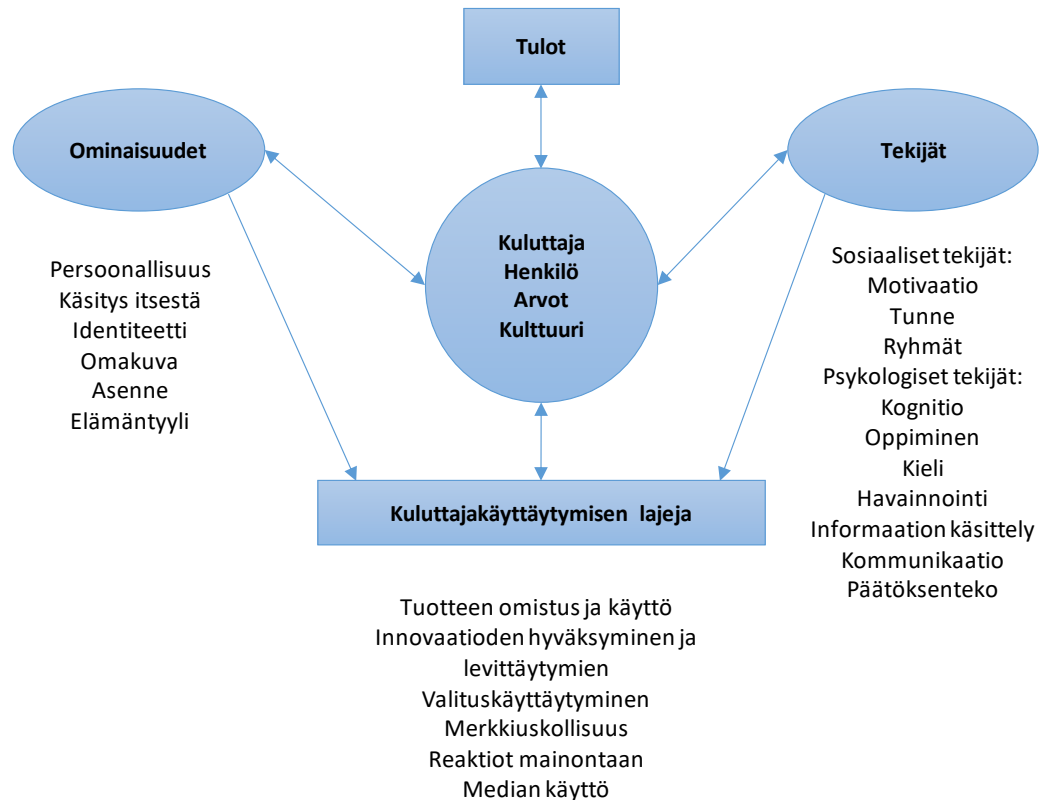 Tulot
Ominaisuudet
Tekijät
Kuluttaja
Henkilö
Arvot
Kulttuuri
Persoonallisuus
Käsitys itsestä
Identiteetti
Omakuva
Asenne
Elämäntyyli
Sosiaaliset tekijät:
Motivaatio
Tunne
Ryhmät
Psykologiset tekijät:
Kognitio
Oppiminen
Kieli
Havainnointi
Informaation käsittely
Kommunikaatio
Päätöksenteko
Kuluttajakäyttäytymisen lajeja
Tuotteen omistus ja käyttö
Innovaatioden hyväksyminen ja
levittäytymien
Valituskäyttäytyminen
Merkkiuskollisuus
Reaktiot mainontaan
Median käyttö